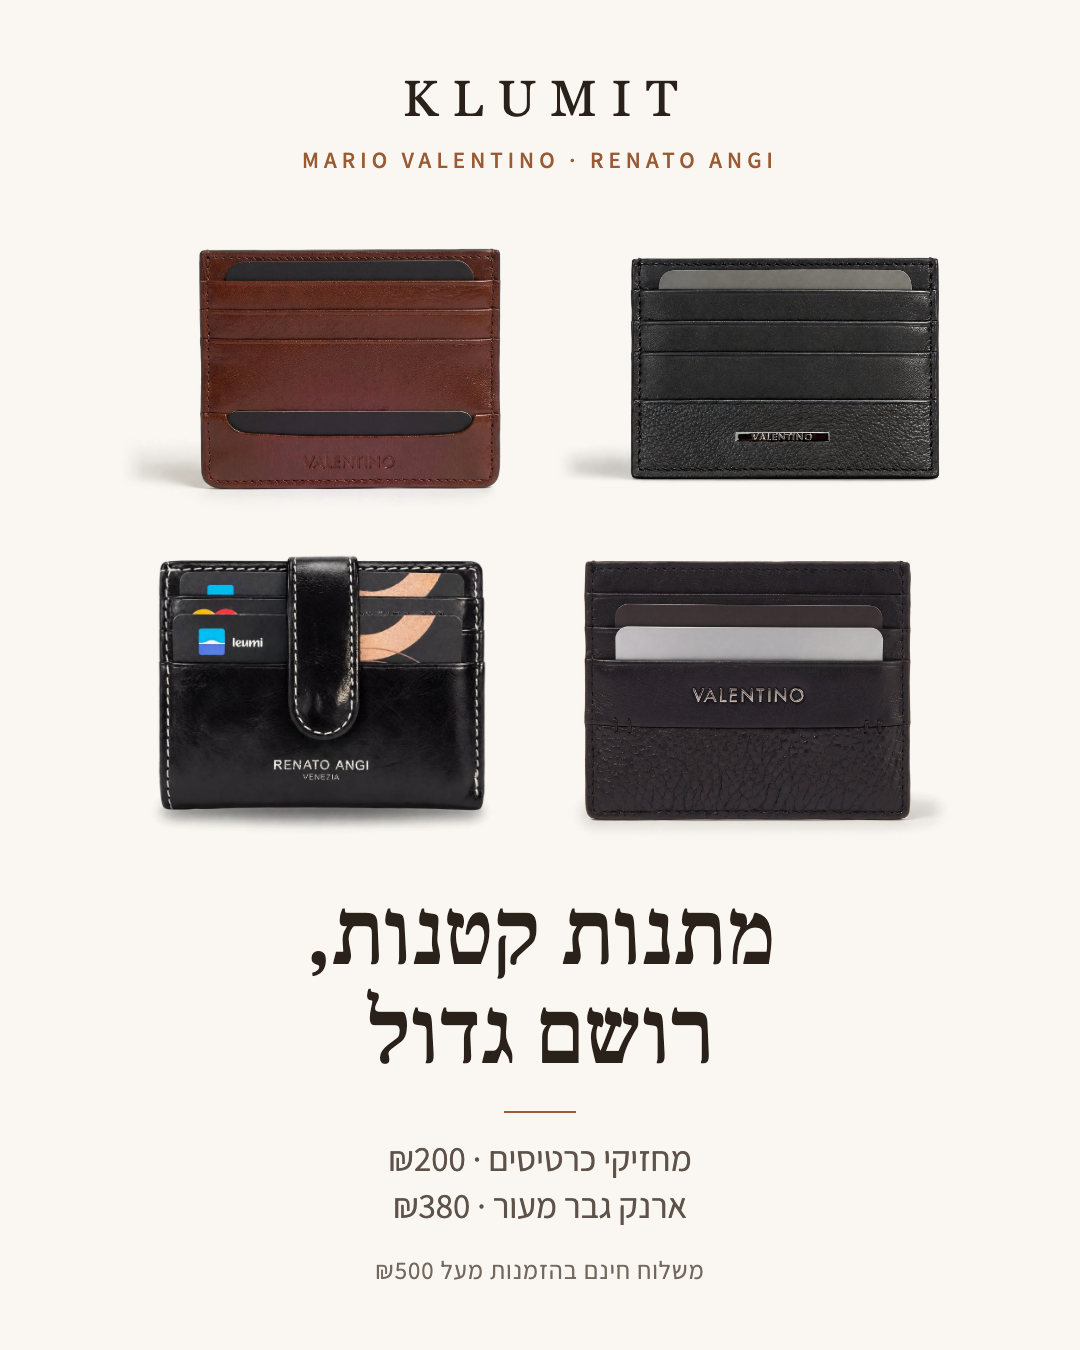 KLUMIT
MARIO VALENTINO · RENATO ANGI
VALENTINO
VALENTINO
leumi
RENATO ANGI
VENEZIA
VALENTINO
מתנות קטנות,
רושם גדול
מחזיקי כרטיסים · 200₪
ארנק גבר מעור · 380₪
משלוח חינם בהזמנות מעל 500₪